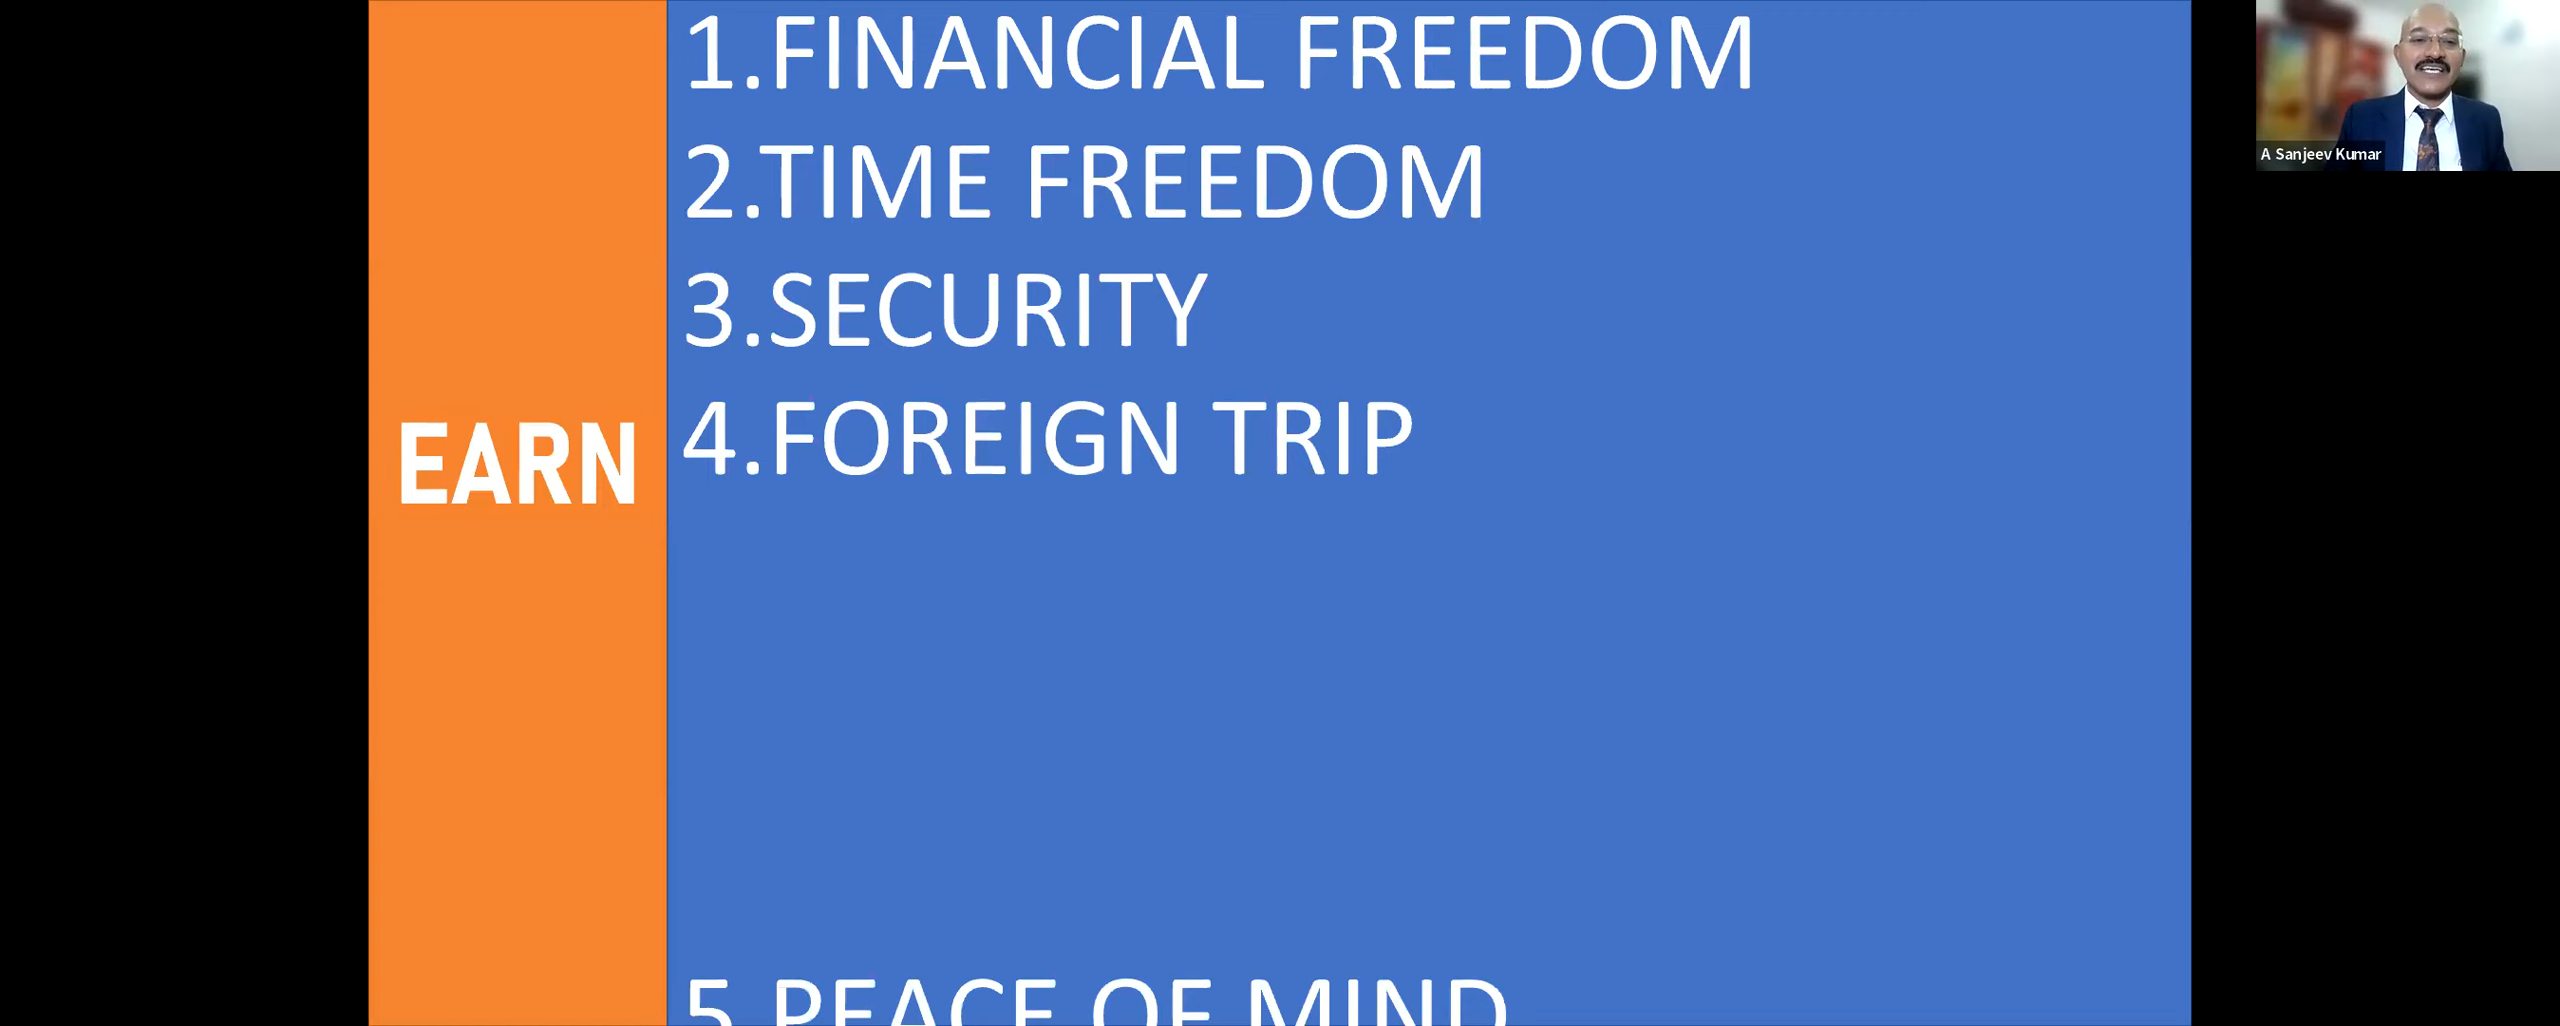 EARN
1.FINANCIAL FREEDOM
2.TIME FREEDOM
3.SECURITY
4.FOREIGN TRIP
5.PEACE OF MIND
A Sanjeev Kumar